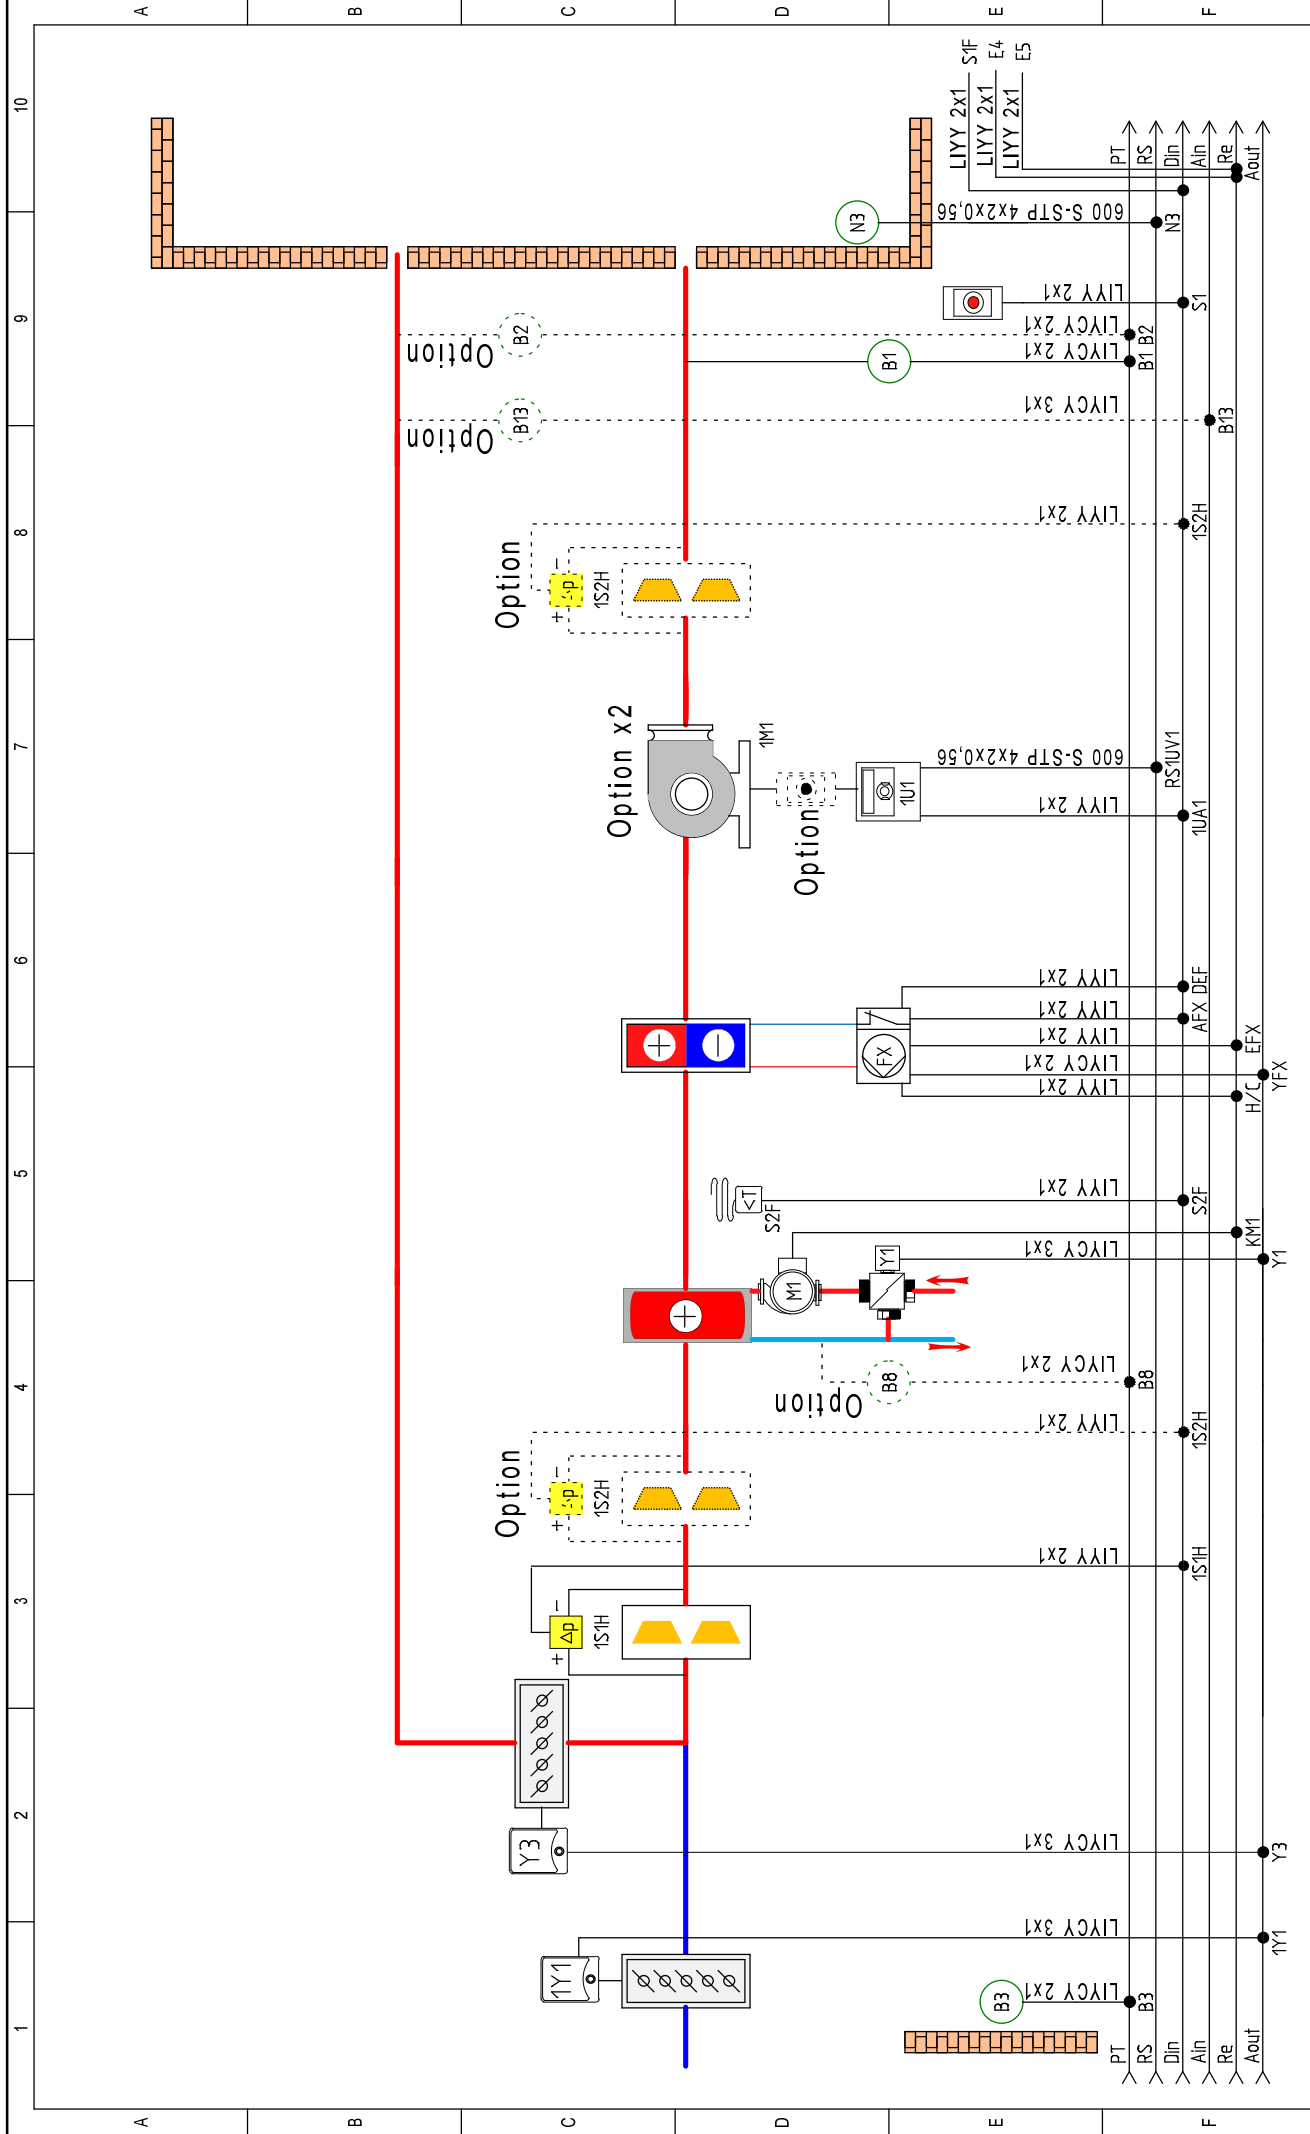 A
B
C
D
E
F
10
9
8
7
6
5
4
3
2
1
S1F
E4
E5
LIYY 2x1
LIYY 2x1
LIYY 2x1
PT
RS
Din
Ain
Re
Aout
N3
600 S-STP 4x2x0,56
N3
LIYY 2x1
S1
Option
B2
LIYCY 2x1
B2
B1
LIYCY 2x1
B1
Option
B13
LIYCY 3x1
B13
LIYY 2x1
1S2H
Option
+
-
Δp
1S2H
Option x2
1M1
Option
1U1
600 S-STP 4x2x0,56
RS1UV1
LIYY 2x1
1UA1
FX
LIYY 2x1
DEF
LIYY 2x1
AFX
LIYY 2x1
EFX
LIYCY 2x1
YFX
LIYY 2x1
H/C
<T
S2F
LIYY 2x1
S2F
M1
KM1
Y1
LIYCY 3x1
Y1
Option
B8
LIYCY 2x1
B8
LIYY 2x1
1S2H
Option
+
-
Δp
1S2H
LIYY 2x1
1S1H
+
-
Δp
1S1H
Y3
LIYCY 3x1
Y3
1Y1
LIYCY 3x1
1Y1
B3
LIYCY 2x1
B3
PT
RS
Din
Ain
Re
Aout
A
B
C
D
E
F